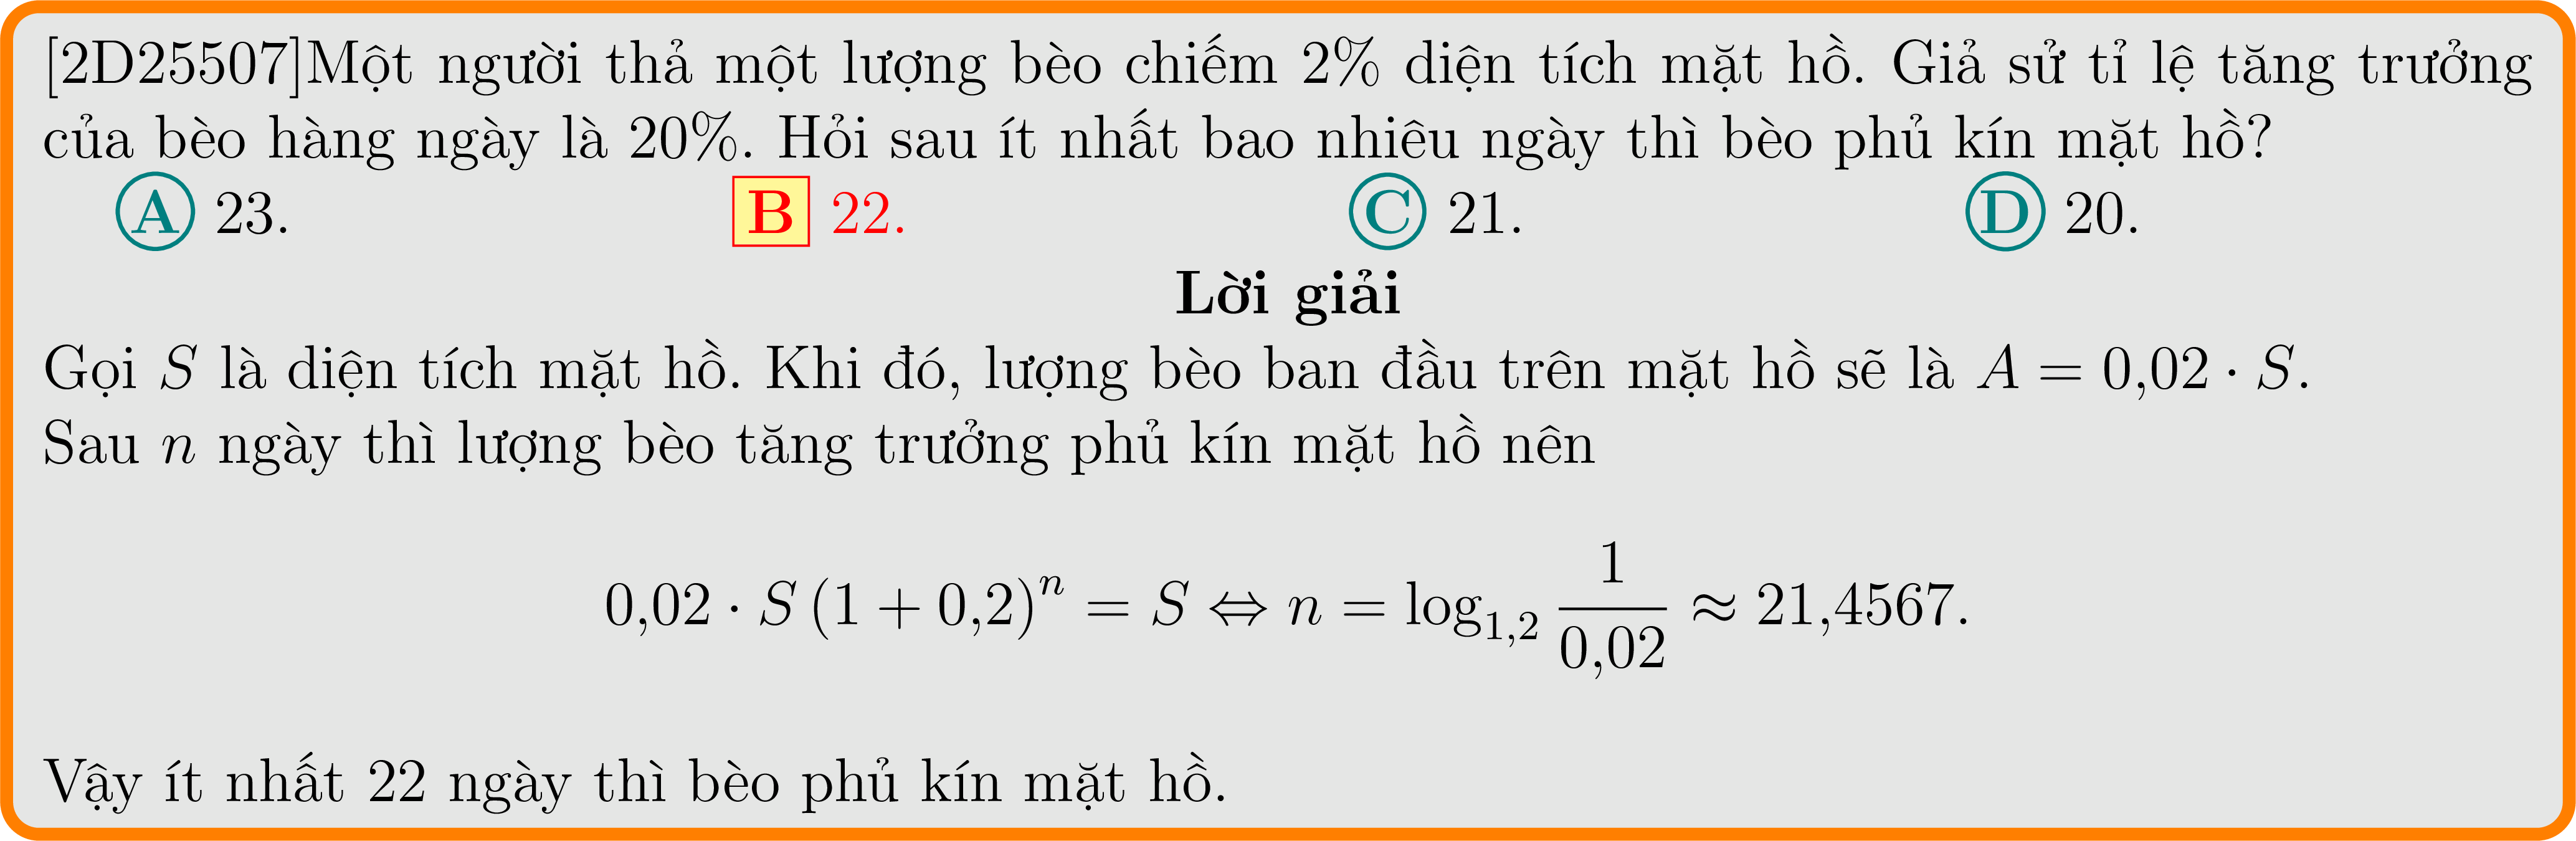 [2D25507]Một người thả một lượng bèo chiếm 2% diện tích mặt hồ. Giả sử tỉ lệ tăng trưởng
của bèo hàng ngày là 20%. Hỏi sau ít nhất bao nhiêu ngày thì bèo phủ kín mặt hồ?
A 23. B 22. C 21. D 20.
Lời giải
Gọi S là diện tích mặt hồ. Khi đó, lượng bèo ban đầu trên mặt hồ sẽ là A = 0,02 · S.
Sau n ngày thì lượng bèo tăng trưởng phủ kín mặt hồ nên
0,02 · S (1 + 0,2)^n = S ⇔ n = log_{1,2} \frac{1}{0,02} ≈ 21,4567.
Vậy ít nhất 22 ngày thì bèo phủ kín mặt hồ.